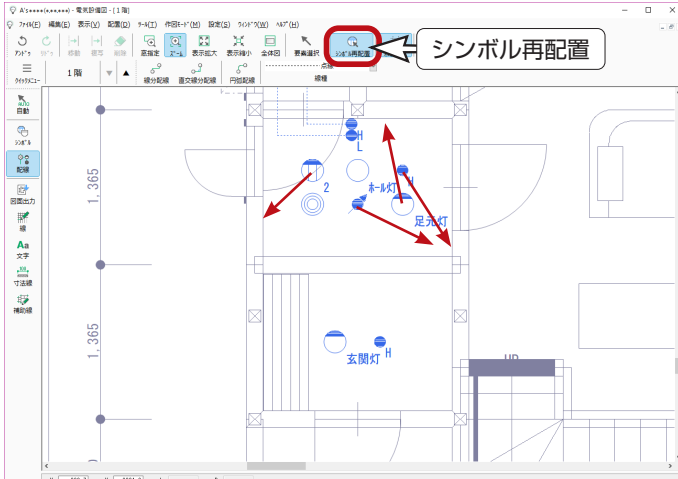 A's****(*.**.***) - 電気設備図 - [1階]
ファイル(F) 編集(E) 表示(V) 配置(O) ツール(T) 作図モード(M) 設定(S) ウインドウ(W) ヘルプ(H)
アンドゥ リドゥ 移動 複写 削除 窓指定 ズーム 表示拡大 表示縮小 全体図 要素選択 シンボル再配置
シンボル再配置
クイックメニュー 1階 ▼ ▲ 線分配線 直交線分配線 円弧配線 点線
線種
AUTO
自動
シンボル
配線
図面出力
線
Aa
文字
寸法線
補助線
1,365
1,365
H
L
2
H
ホール灯
足元灯
玄関灯
H
UP